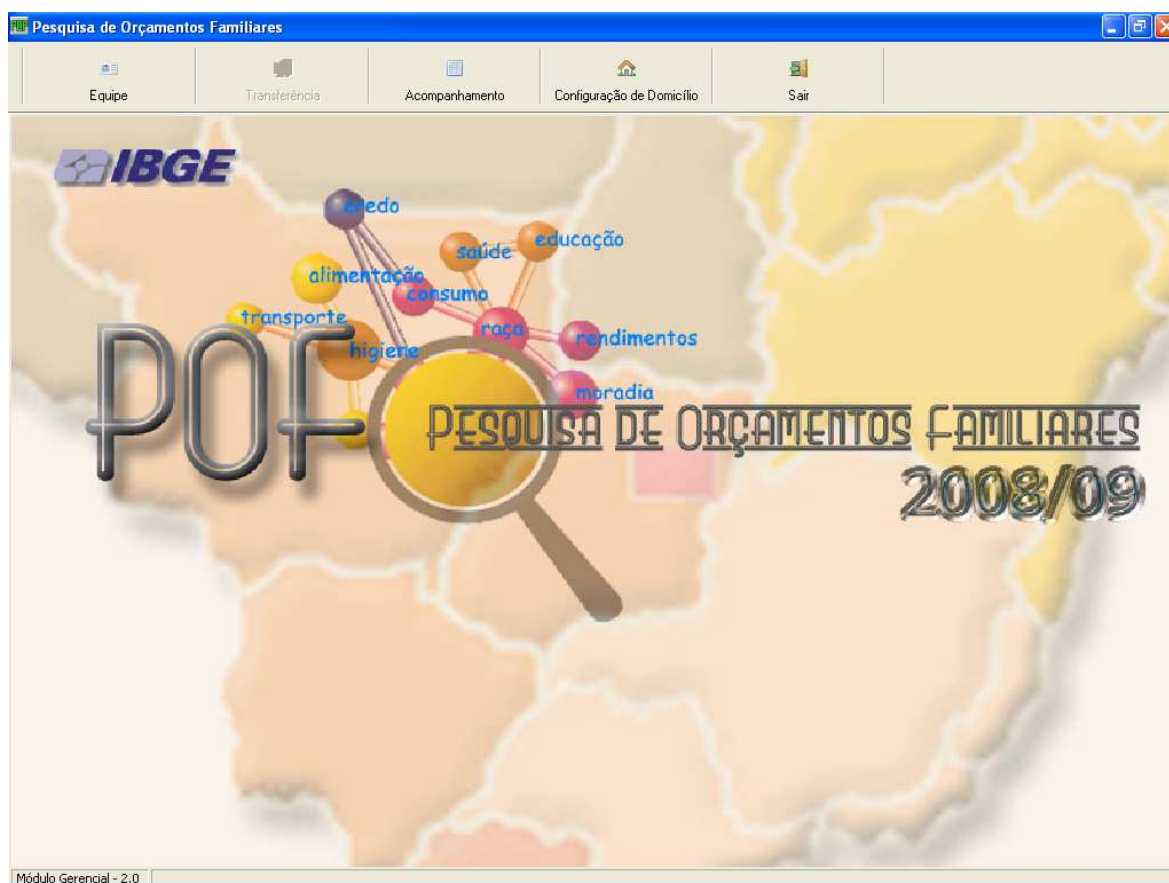 Pesquisa de Orçamentos Familiares
Equipe
Transferência
Acompanhamento
Configuração de Domicílio
Sair
IBGE
credo
saúde
educação
alimentação
consumo
transporte
raça
rendimentos
higiene
moradia
POF
PESQUISA DE ORÇAMENTOS FAMILIARES
2008/09
Módulo Gerencial - 2.0